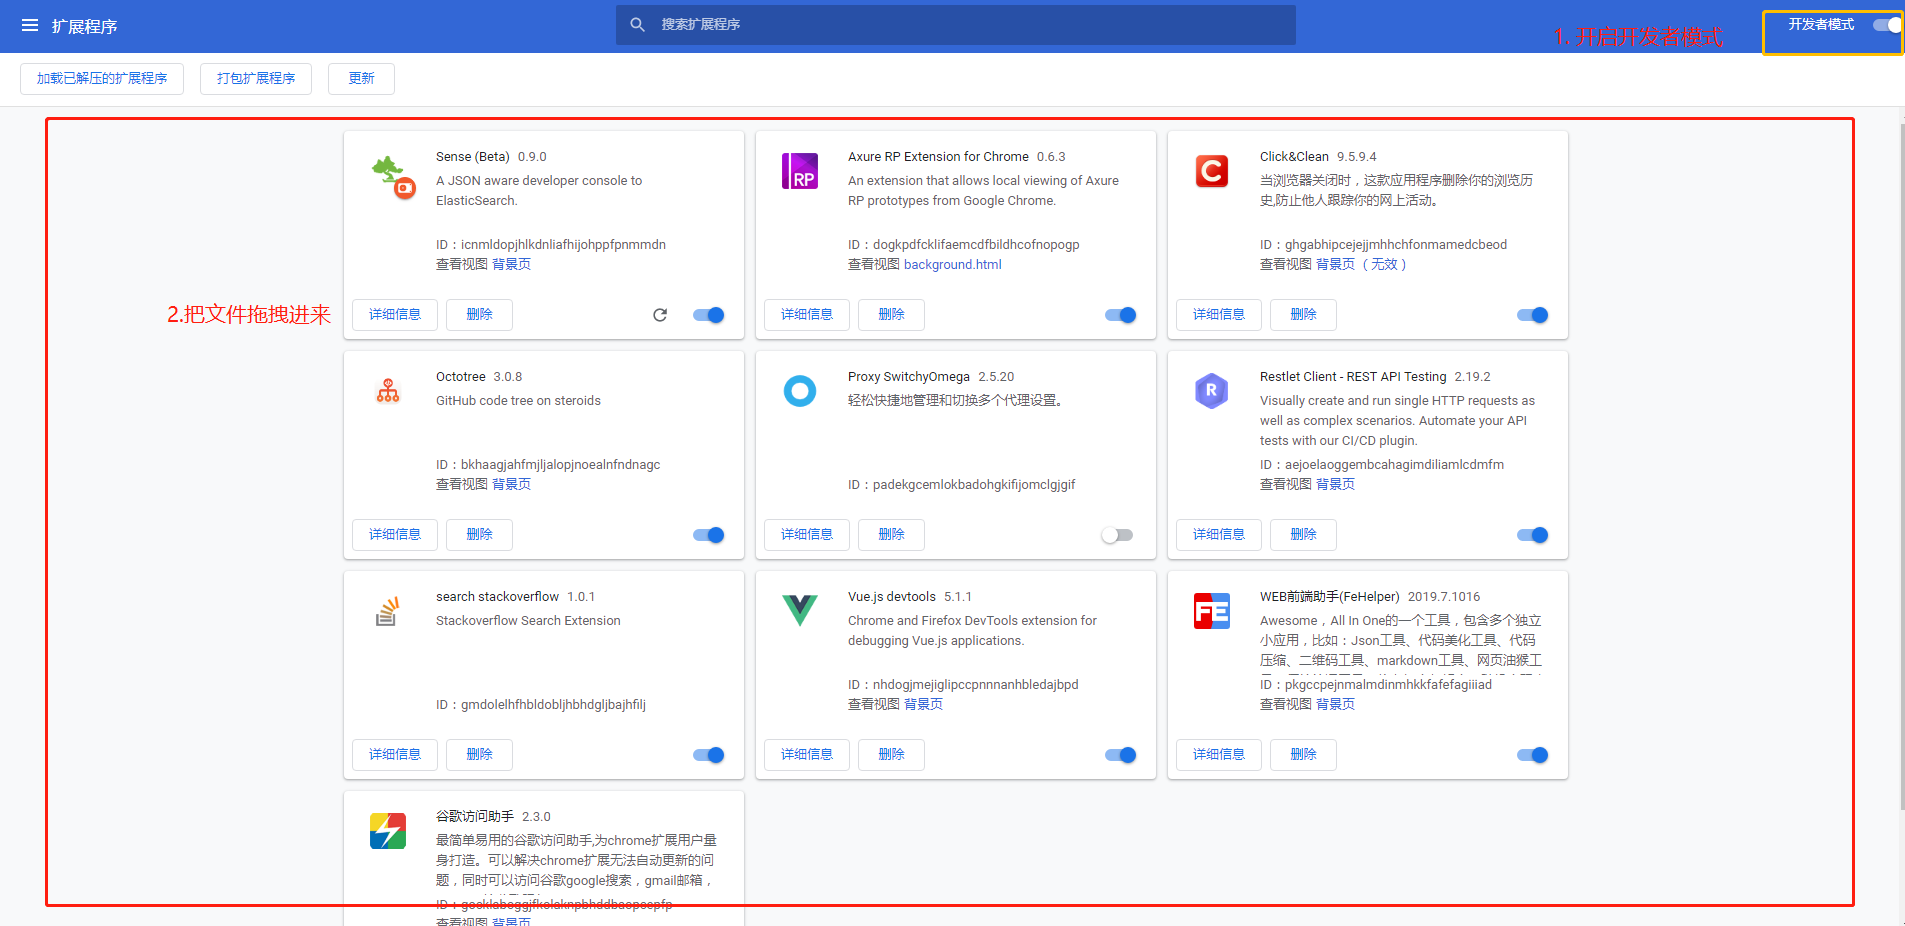 扩展程序
搜索扩展程序
1. 开启开发者模式
开发者模式
加载已解压的扩展程序
打包扩展程序
更新
2.把文件拖拽进来
Sense (Beta) 0.9.0
A JSON aware developer console to
ElasticSearch.
ID：icnmldopjhlkdnliafhijohppfpnmmdn
查看视图 背景页
详细信息
删除
RP
Axure RP Extension for Chrome 0.6.3
An extension that allows local viewing of Axure
RP prototypes from Google Chrome.
ID：dogkpdfcklifaemcdfbildhcofnopogp
查看视图 background.html
详细信息
删除
C
Click&Clean 9.5.9.4
当浏览器关闭时，这款应用程序删除你的浏览历
史,防止他人跟踪你的网上活动。
ID：ghgabhipcejejjmhhchfonmamedcbeod
查看视图 背景页 （无效）
详细信息
删除
Octotree 3.0.8
GitHub code tree on steroids
ID：bkhaagjahfmjljalopjnoealnfndnagc
查看视图 背景页
详细信息
删除
Proxy SwitchyOmega 2.5.20
轻松快捷地管理和切换多个代理设置。
ID：padekgcemlokbadohgkifijomclgjgif
详细信息
删除
R
Restlet Client - REST API Testing 2.19.2
Visually create and run single HTTP requests as
well as complex scenarios. Automate your API
tests with our CI/CD plugin.
ID：aejoelaoggembcahagimdiliamlcdmfm
查看视图 背景页
详细信息
删除
search stackoverflow 1.0.1
Stackoverflow Search Extension
ID：gmdolelhfhbldobljhbhdgljbajhfilj
详细信息
删除
Vue.js devtools 5.1.1
Chrome and Firefox DevTools extension for
debugging Vue.js applications.
ID：nhdogjmejiglipccpnnnanhbledajbpd
查看视图 背景页
详细信息
删除
FE
WEB前端助手(FeHelper) 2019.7.1016
Awesome，All In One的一个工具，包含多个独立
小应用，比如：Json工具、代码美化工具、代码
压缩、二维码工具、markdown工具、网页油猴工
ID：pkgccpejnmalmdinmhkkfafefagiiiad
查看视图 背景页
详细信息
删除
谷歌访问助手 2.3.0
最简单易用的谷歌访问助手,为chrome扩展用户量
身打造。可以解决chrome扩展无法自动更新的问
题，同时可以访问谷歌google搜索，gmail邮箱，
查看视图 背景页